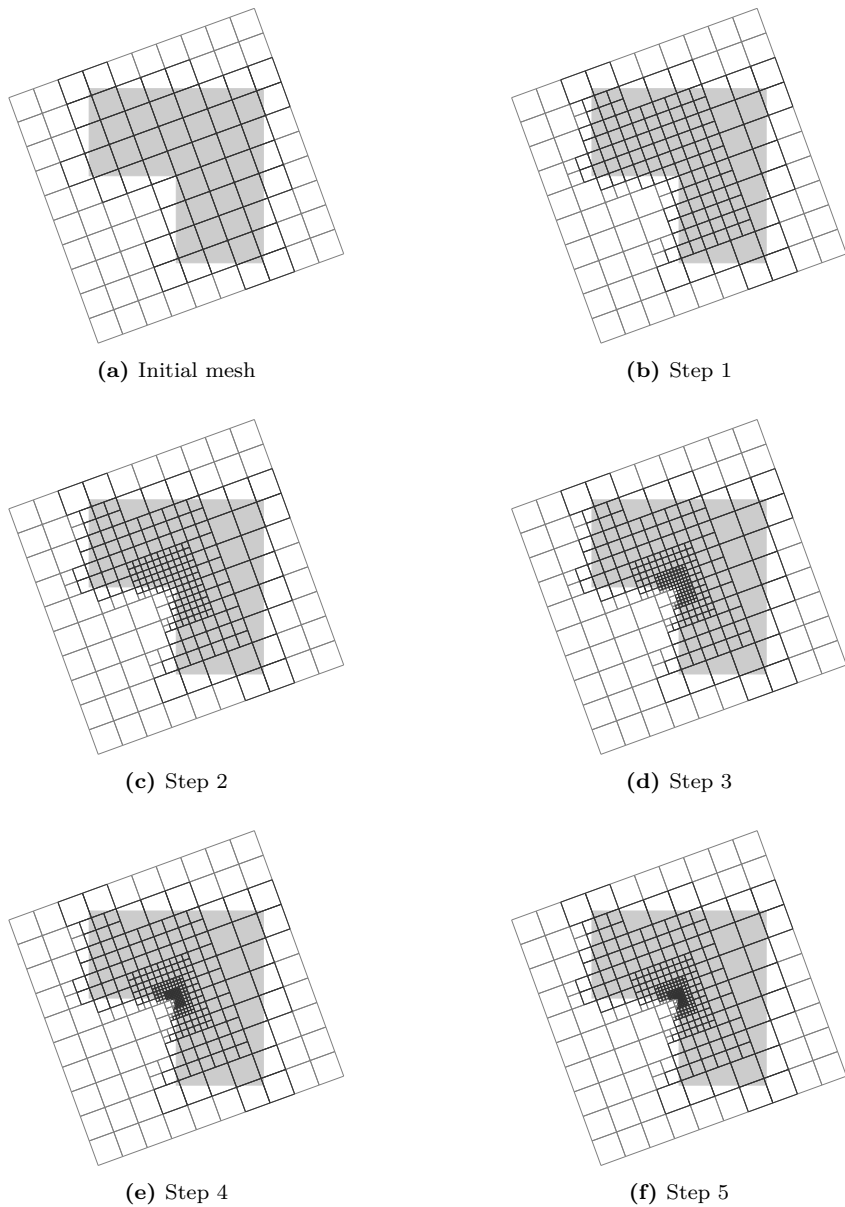 (a) Initial mesh
(b) Step 1
(c) Step 2
(d) Step 3
(e) Step 4
(f) Step 5